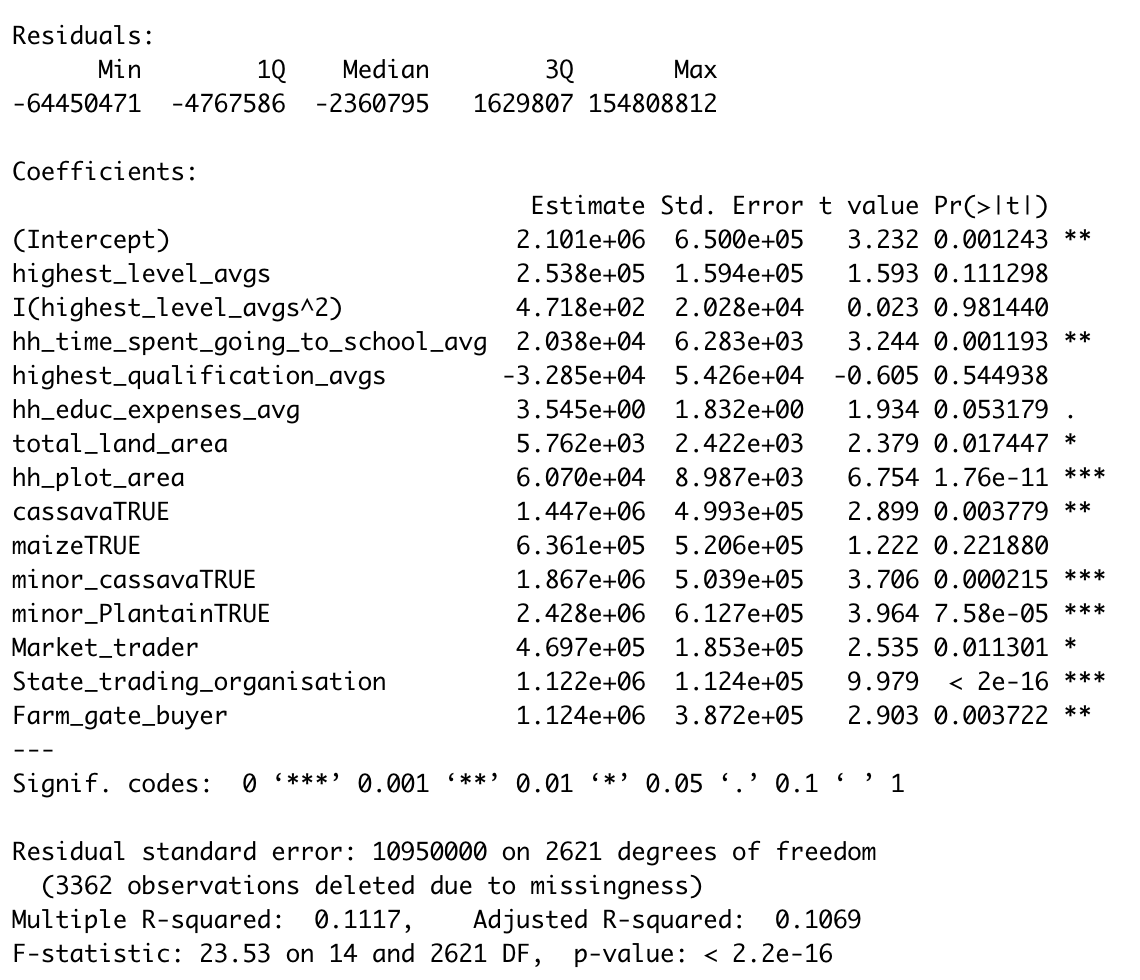 Residuals:
      Min        1Q    Median        3Q       Max
-64450471  -4767586  -2360795   1629807 154808812

Coefficients:
                                    Estimate Std. Error t value Pr(>|t|)
(Intercept)                        2.101e+06  6.500e+05   3.232 0.001243 **
highest_level_avgs                 2.538e+05  1.594e+05   1.593 0.111298
I(highest_level_avgs^2)            4.718e+02  2.028e+04   0.023 0.981440
hh_time_spent_going_to_school_avg  2.038e+04  6.283e+03   3.244 0.001193 **
highest_qualification_avgs        -3.285e+04  5.426e+04  -0.605 0.544938
hh_educ_expenses_avg               3.545e+00  1.832e+00   1.934 0.053179 .
total_land_area                    5.762e+03  2.422e+03   2.379 0.017447 *
hh_plot_area                       6.070e+04  8.987e+03   6.754 1.76e-11 ***
cassavaTRUE                        1.447e+06  4.993e+05   2.899 0.003779 **
maizeTRUE                          6.361e+05  5.206e+05   1.222 0.221880
minor_cassavaTRUE                  1.867e+06  5.039e+05   3.706 0.000215 ***
minor_PlantainTRUE                 2.428e+06  6.127e+05   3.964 7.58e-05 ***
Market_trader                      4.697e+05  1.853e+05   2.535 0.011301 *
State_trading_organisation         1.122e+06  1.124e+05   9.979  < 2e-16 ***
Farm_gate_buyer                    1.124e+06  3.872e+05   2.903 0.003722 **
---
Signif. codes:  0 ‘***’ 0.001 ‘**’ 0.01 ‘*’ 0.05 ‘.’ 0.1 ‘ ’ 1

Residual standard error: 10950000 on 2621 degrees of freedom
  (3362 observations deleted due to missingness)
Multiple R-squared:  0.1117,    Adjusted R-squared:  0.1069
F-statistic: 23.53 on 14 and 2621 DF,  p-value: < 2.2e-16